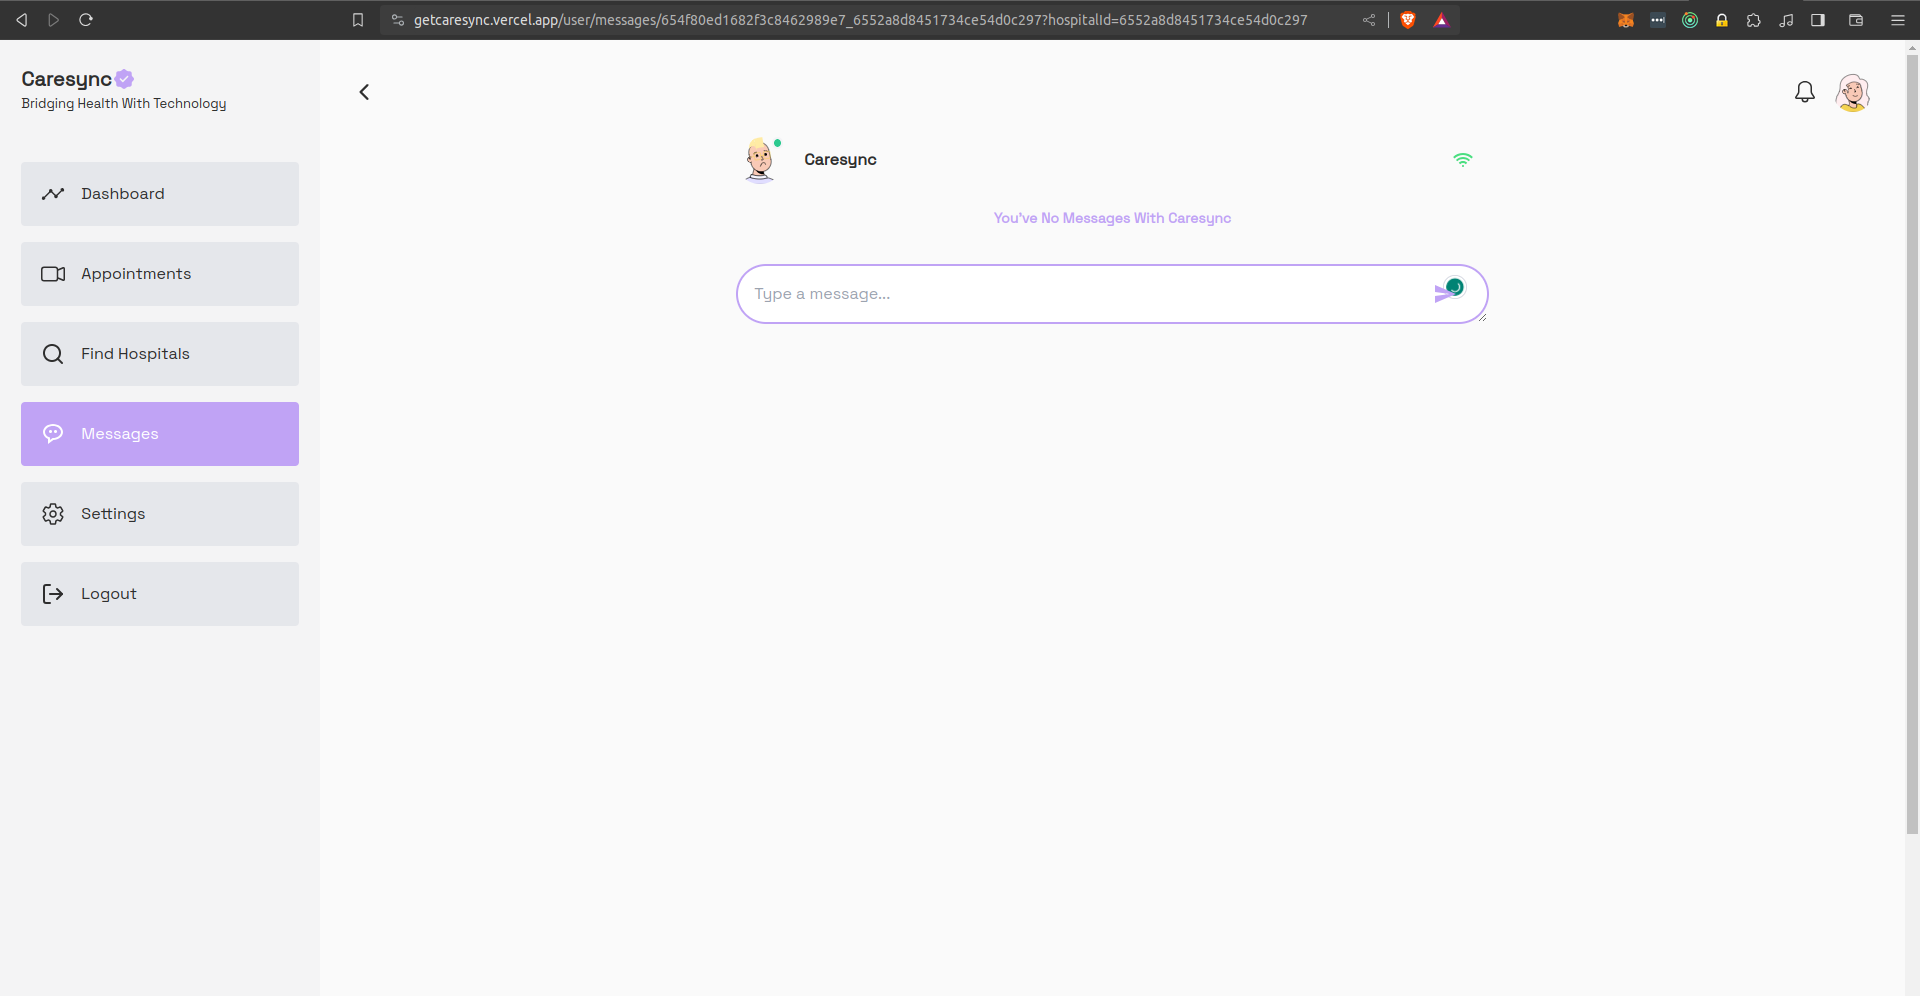 getcaresync.vercel.app/user/messages/654f80ed1682f3c8462989e7_6552a8d8451734ce54d0c297?hospitalId=6552a8d8451734ce54d0c297
Caresync
Bridging Health With Technology
Dashboard
Appointments
Find Hospitals
Messages
Settings
Logout
Caresync
You've No Messages With Caresync
Type a message...